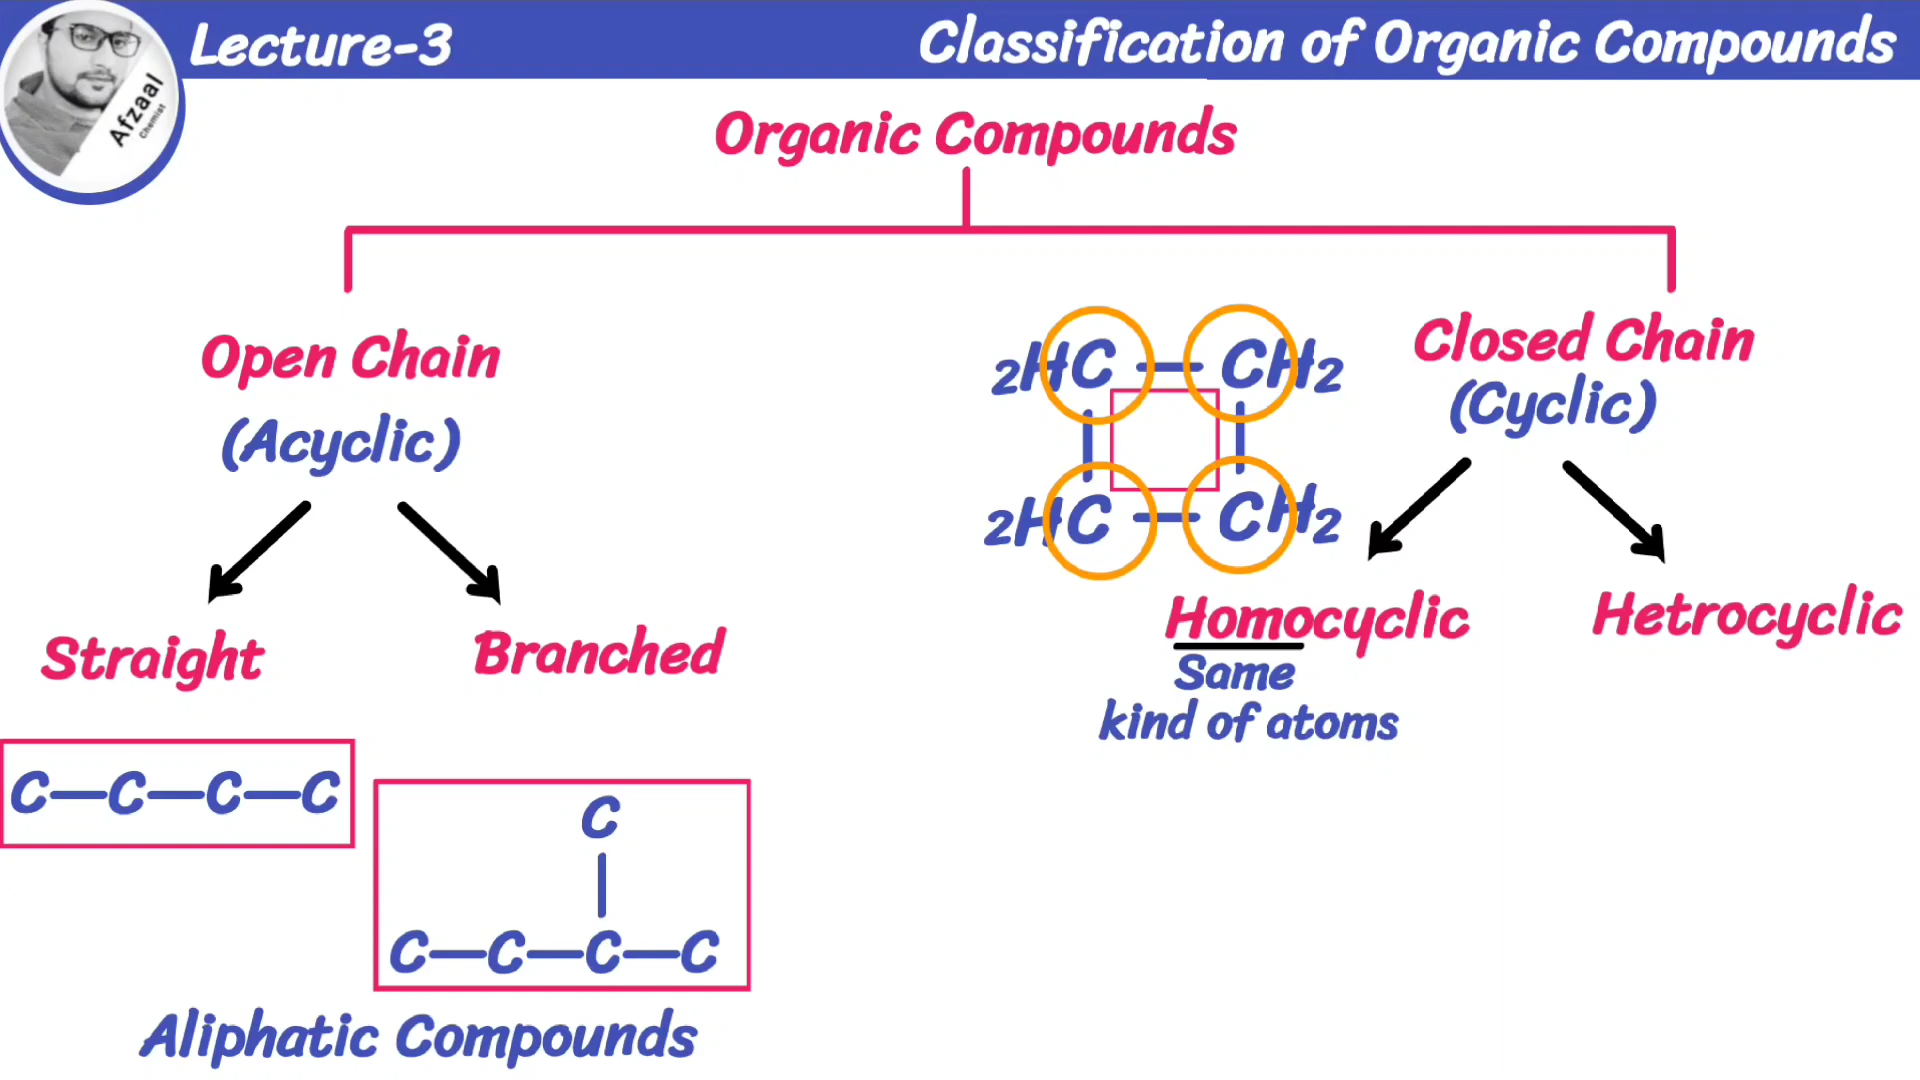 Lecture-3
Classification of Organic Compounds
Afzaal
Chemist
Organic Compounds
Open Chain
(Acyclic)
Straight
Branched
C—C—C—C
C
C—C—C—C
Aliphatic Compounds
Closed Chain
(Cyclic)
2HC — CH2
2HC — CH2
Homocyclic
Same
kind of atoms
Hetrocyclic